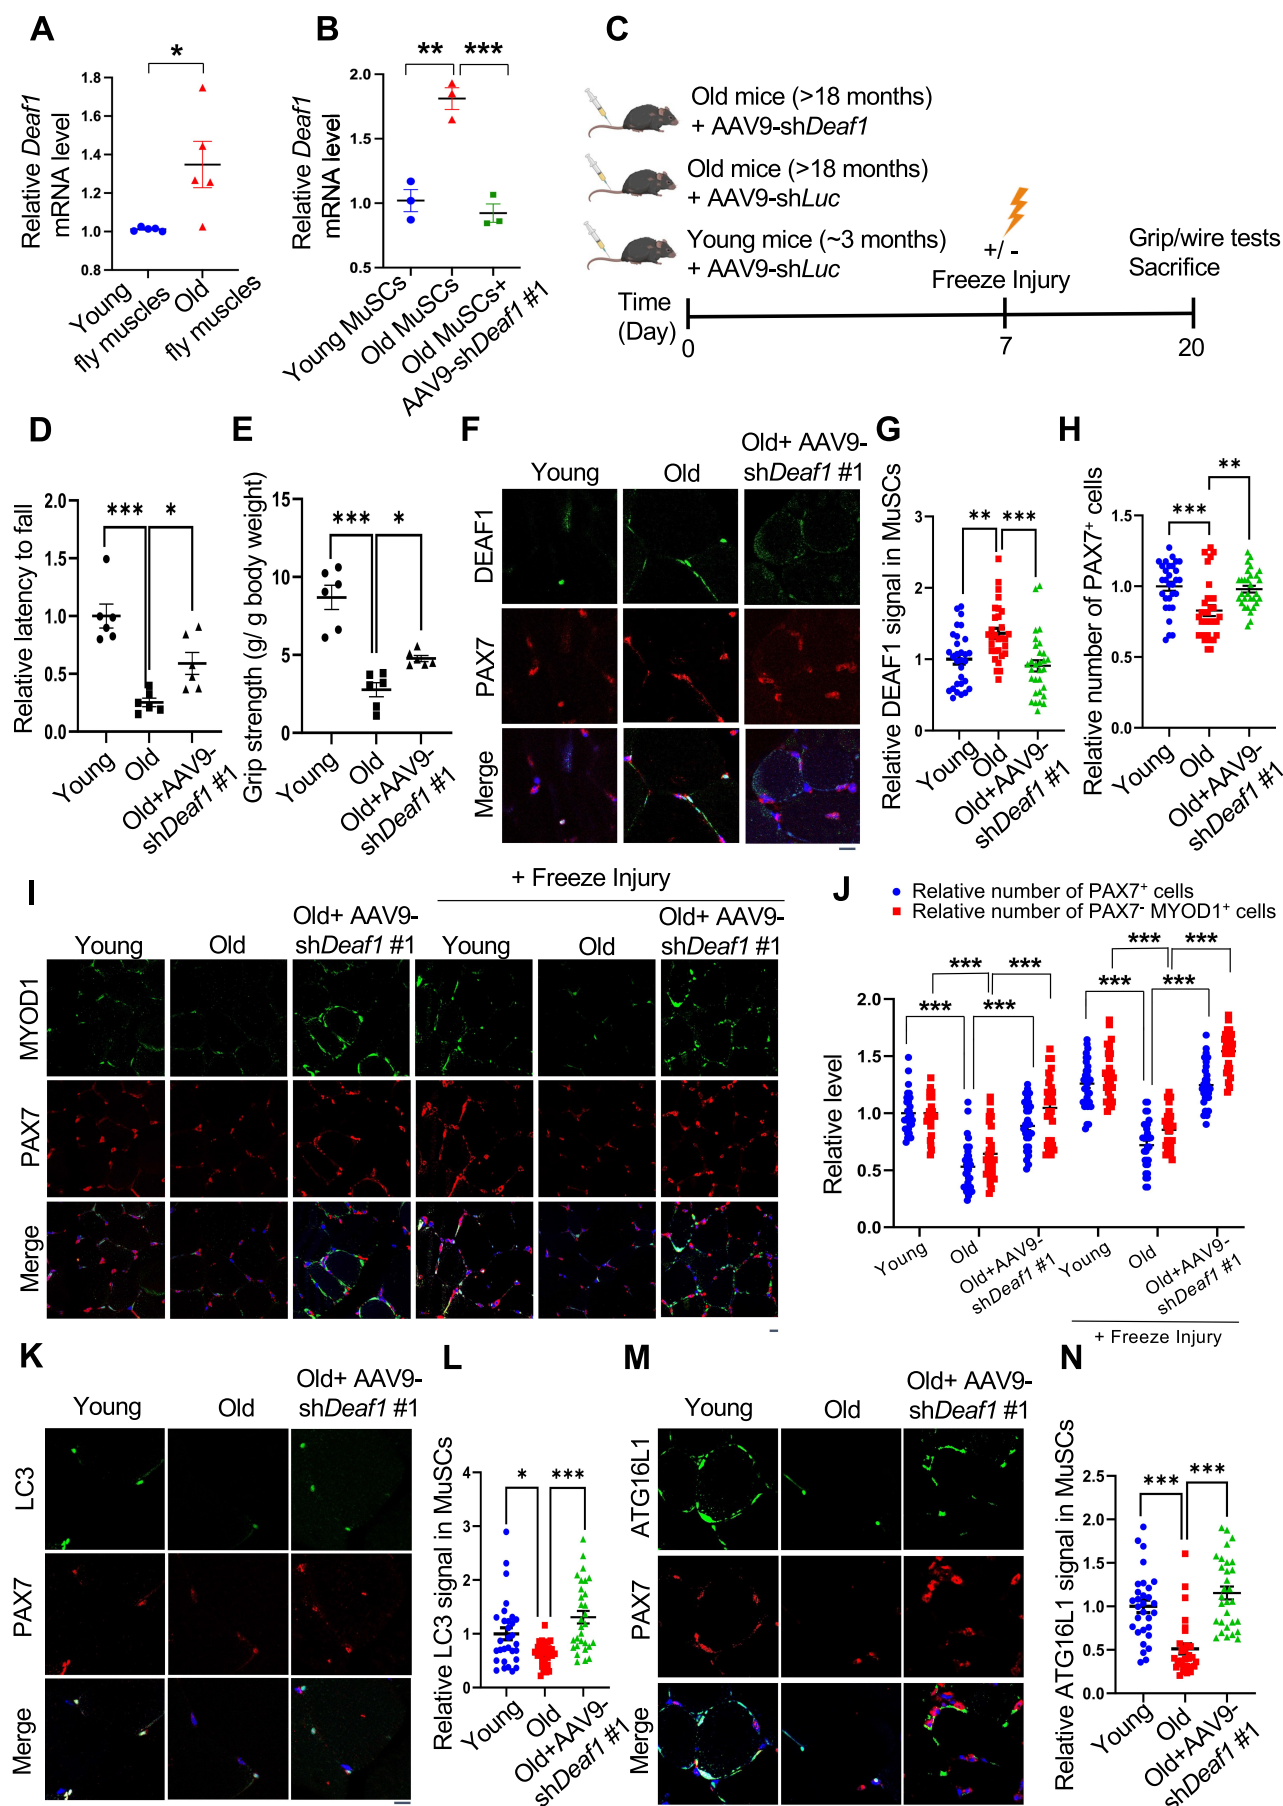 A
*
Relative Deaf1
mRNA level
1.8
1.6
1.4
1.2
1.0
0.8
Young
fly muscles
Old
fly muscles
B
** ***
Relative Deaf1
mRNA level
2.0
1.5
1.0
0.5
Young MuSCs
Old MuSCs
Old MuSCs+
AAV9-shDeaf1 #1
C
Old mice (>18 months)
+ AAV9-shDeaf1
Old mice (>18 months)
+ AAV9-shLuc
Young mice (~3 months)
+ AAV9-shLuc
+/ -
Freeze Injury
Grip/wire tests
Sacrifice
Time
(Day)
0
7
20
D
Relative latency to fall
2.0
1.5
1.0
0.5
0.0
*** *
Young
Old
Old+AAV9-
shDeaf1 #1
E
Grip strength (g/ g body weight)
15
10
5
0
*** *
Young
Old
Old+AAV9-
shDeaf1 #1
F
Young
Old
Old+ AAV9-
shDeaf1 #1
DEAF1
PAX7
Merge
G
Relative DEAF1 signal in MuSCs
3
2
1
0
** ***
Young
Old
Old+AAV9-
shDeaf1 #1
H
Relative number of PAX7+ cells
1.5
1.0
0.5
0.0
*** **
Young
Old
Old+AAV9-
shDeaf1 #1
I
+ Freeze Injury
Young
Old
Old+ AAV9-
shDeaf1 #1
Young
Old
Old+ AAV9-
shDeaf1 #1
MYOD1
PAX7
Merge
J
Relative number of PAX7+ cells
Relative number of PAX7- MYOD1+ cells
*** ***
*** ***
*** ***
*** ***
Relative level
2.0
1.5
1.0
0.5
0.0
Young
Old
Old+AAV9-
shDeaf1 #1
Young
Old
Old+AAV9-
shDeaf1 #1
+ Freeze Injury
K
Young
Old
Old+ AAV9-
shDeaf1 #1
LC3
PAX7
Merge
L
Relative LC3 signal in MuSCs
4
3
2
1
0
* ***
Young
Old
Old+AAV9-
shDeaf1 #1
M
Young
Old
Old+ AAV9-
shDeaf1 #1
ATG16L1
PAX7
Merge
N
Relative ATG16L1 signal in MuSCs
2.5
2.0
1.5
1.0
0.5
0.0
*** ***
Young
Old
Old+AAV9-
shDeaf1 #1